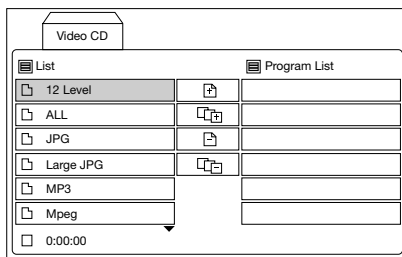 Video CD
List
Program List
12 Level
ALL
JPG
Large JPG
MP3
Mpeg
0:00:00